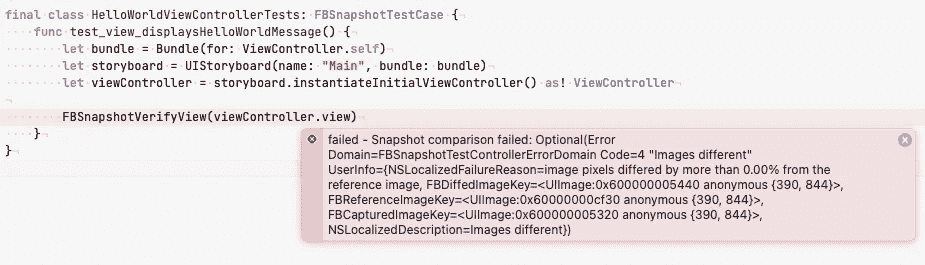 final class HelloWorldViewControllerTests: FBSnapshotTestCase {
func test_view_displaysHelloWorldMessage() {
let bundle = Bundle(for: ViewController.self)
let storyboard = UIStoryboard(name: "Main", bundle: bundle)
let viewController = storyboard.instantiateInitialViewController() as! ViewController
FBSnapshotVerifyView(viewController.view)
}
}
failed - Snapshot comparison failed: Optional(Error
Domain=FBSnapshotTestControllerErrorDomain Code=4 "Images different"
UserInfo={NSLocalizedFailureReason=image pixels differed by more than 0.00% from the
reference image, FBDiffedImageKey=<UIImage:0x600000005440 anonymous {390, 844}>,
FBReferenceImageKey=<UIImage:0x60000000cf30 anonymous {390, 844}>,
FBCapturedImageKey=<UIImage:0x600000005320 anonymous {390, 844}>,
NSLocalizedDescription=Images different})